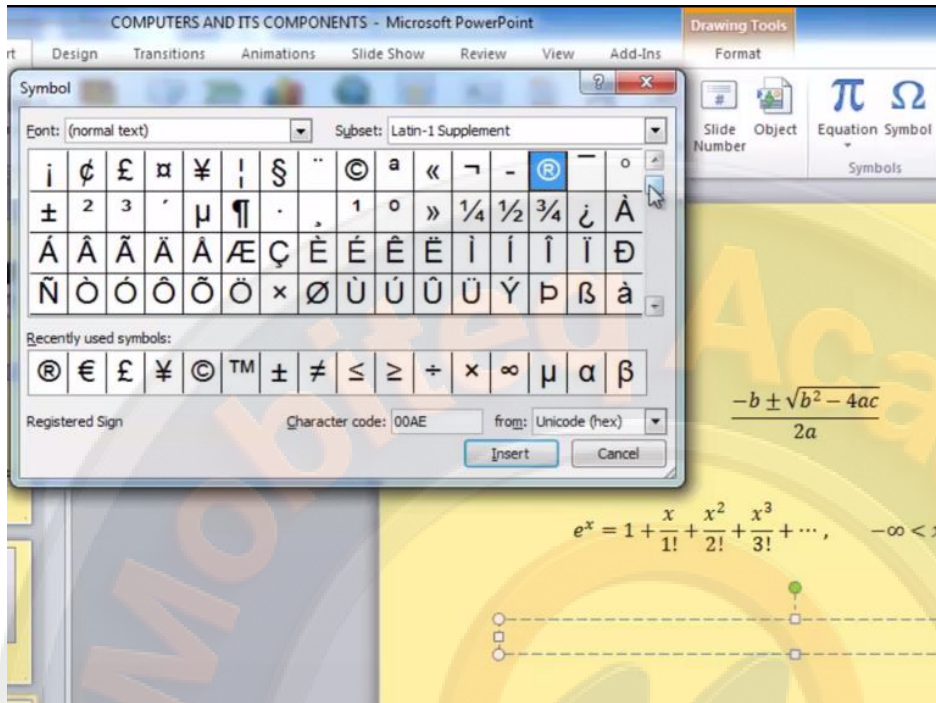 COMPUTERS AND ITS COMPONENTS - Microsoft PowerPoint
Drawing Tools
Design Transitions Animations Slide Show Review View Add-Ins Format
Symbol
Font: (normal text) Subset: Latin-1 Supplement
¡ ¢ £ ¤ ¥ ¦ § ¨ © ª « ¬ - ® ¯ °
± ² ³ ´ µ ¶ · ¸ ¹ º » ¼ ½ ¾ ¿ À
Á Â Ã Ä Å Æ Ç È É Ê Ë Ì Í Î Ï Ð
Ñ Ò Ó Ô Õ Ö × Ø Ù Ú Û Ü Ý Þ ß à
Recently used symbols:
® € £ ¥ © ™ ± ≠ ≤ ≥ ÷ × ∞ µ α β
Registered Sign Character code: 00AE from: Unicode (hex)
Insert Cancel
# π Ω
Slide Number Object Equation Symbol
Symbols
−b ± √b² − 4ac
2a
eˣ = 1 + x/1! + x²/2! + x³/3! + ⋯ , −∞ < x
Mobiteq Aca